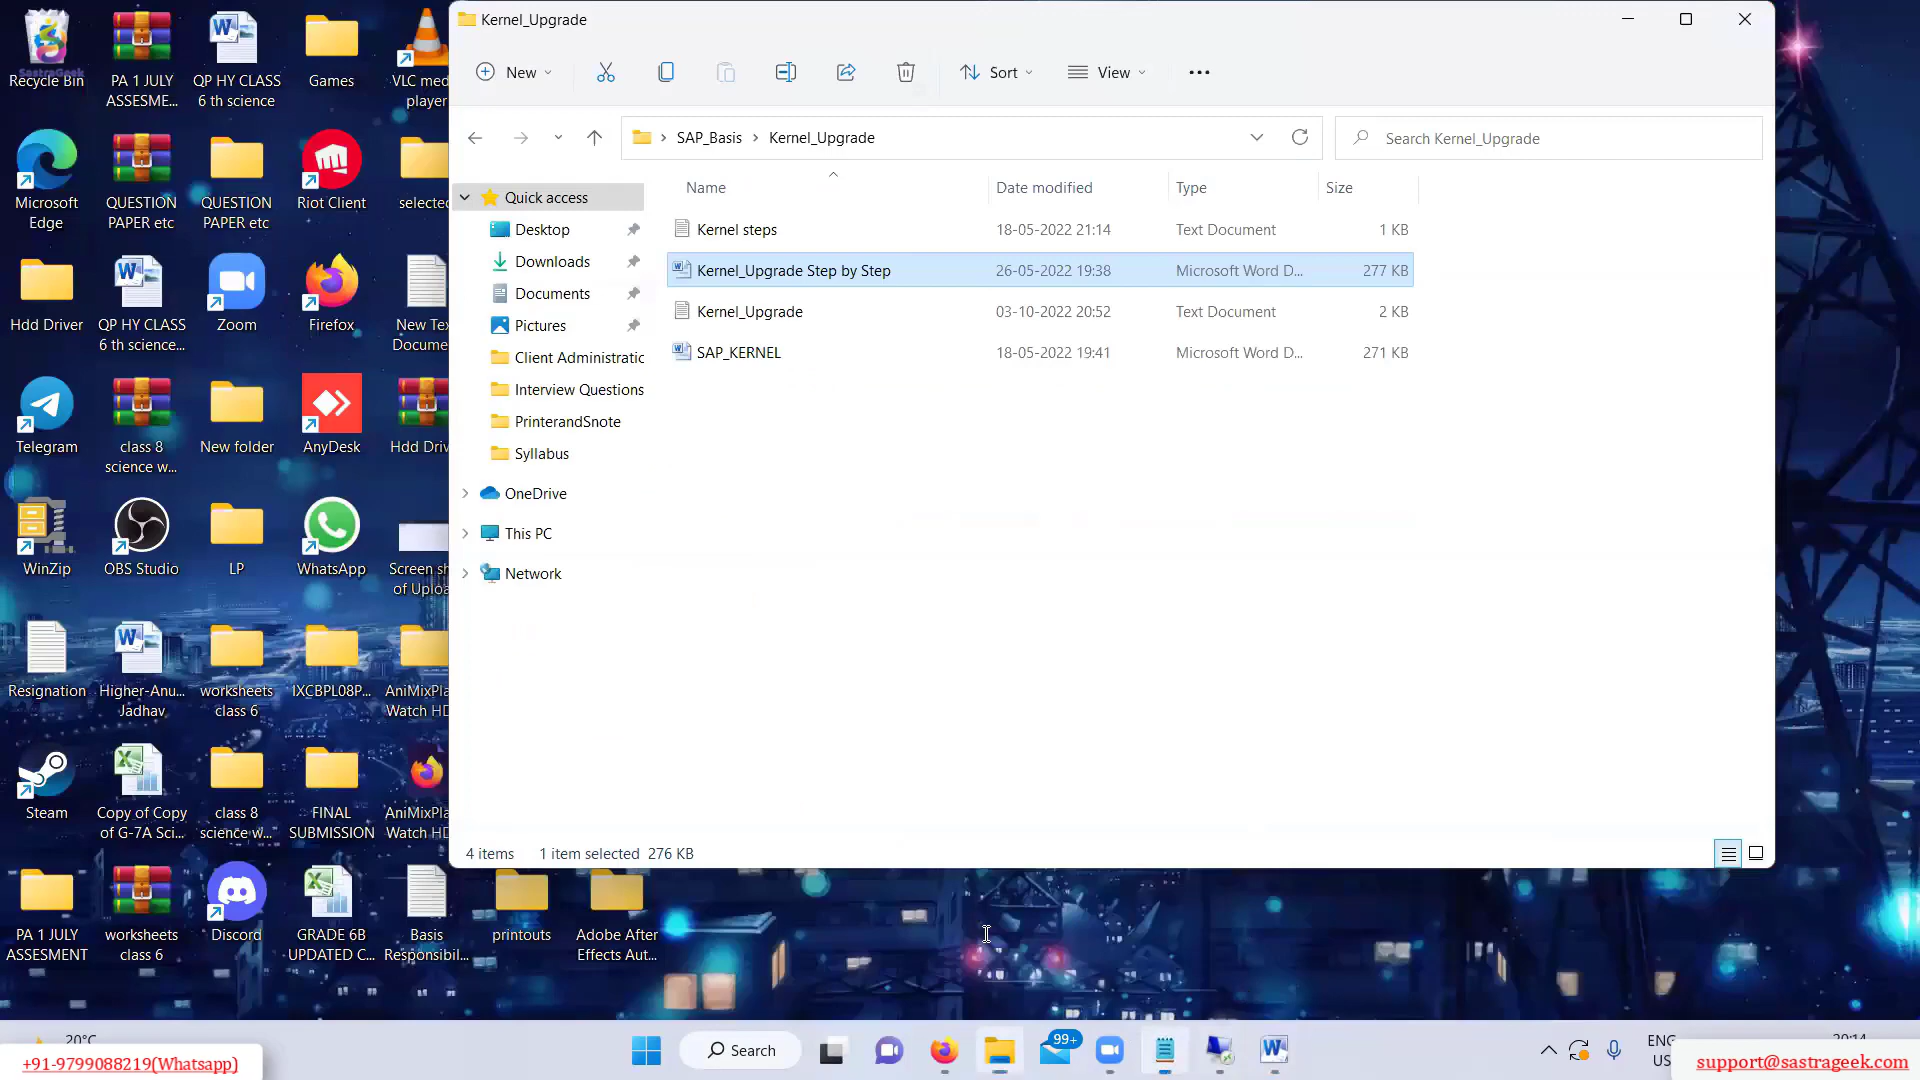 Kernel_Upgrade
New
Sort
View
SAP_Basis
Kernel_Upgrade
Search Kernel_Upgrade
Name
Date modified
Type
Size
Quick access
Desktop
Downloads
Documents
Pictures
Client Administratic
Interview Questions
PrinterandSnote
Syllabus
OneDrive
This PC
Network
Kernel steps 18-05-2022 21:14 Text Document 1 KB
Kernel_Upgrade Step by Step 26-05-2022 19:38 Microsoft Word D... 277 KB
Kernel_Upgrade 03-10-2022 20:52 Text Document 2 KB
SAP_KERNEL 18-05-2022 19:41 Microsoft Word D... 271 KB
4 items 1 item selected 276 KB
Recycle Bin
PA 1 JULY
ASSESME...
QP HY CLASS
6 th science
Games
VLC med
player
Microsoft
Edge
QUESTION
PAPER etc
QUESTION
PAPER etc
Riot Client
selected
Hdd Driver
QP HY CLASS
6 th science...
Zoom
Firefox
New Tex
Docume
Telegram
class 8
science w...
New folder
AnyDesk
Hdd Driv
WinZip
OBS Studio
LP
WhatsApp
Screen sh
of Uploa
Resignation
Higher-Anu...
Jadhav
worksheets
class 6
IXCBPL08P...
AniMixPla
Watch HD
Steam
Copy of Copy
of G-7A Sci...
class 8
science w...
FINAL
SUBMISSION
AniMixPla
Watch HD
PA 1 JULY
ASSESMENT
worksheets
class 6
Discord
GRADE 6B
UPDATED C...
Basis
Responsibil...
printouts
Adobe After
Effects Aut...
20°C
Search
99+
ENG
US
20:14
+91-9799088219(Whatsapp)
support@sastrageek.com